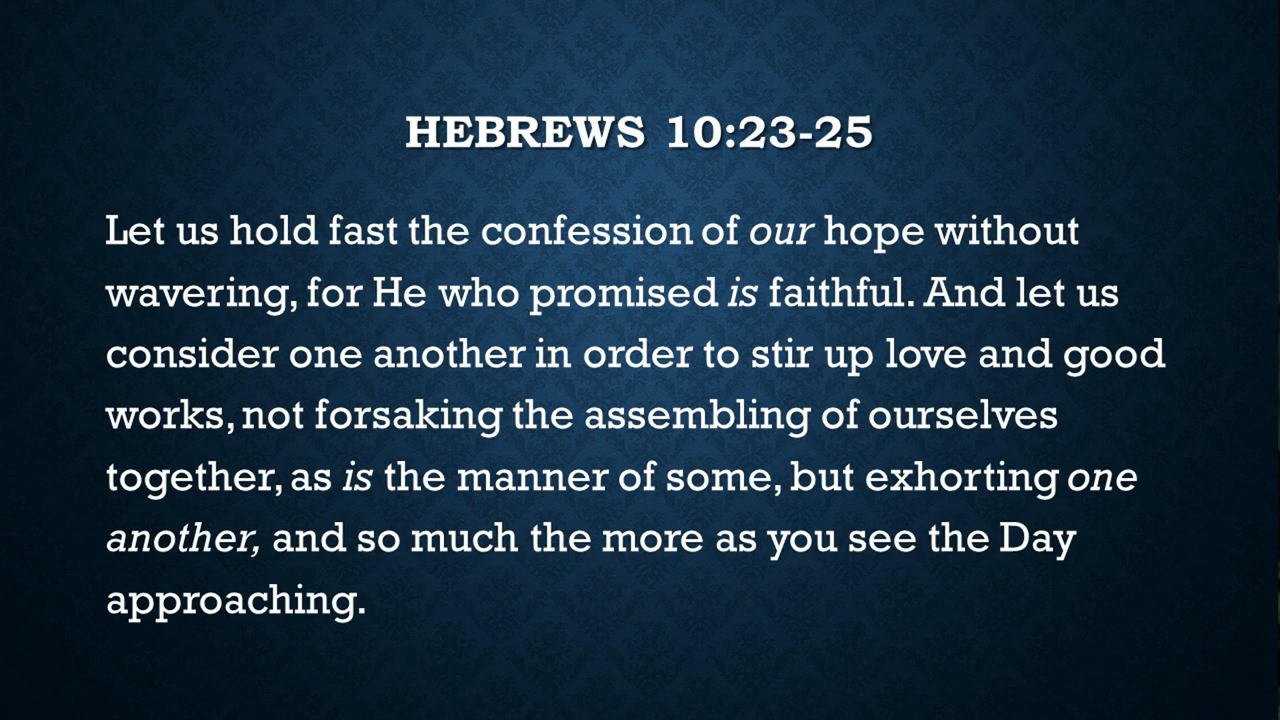 HEBREWS 10:23-25
Let us hold fast the confession of our hope without
wavering, for He who promised is faithful. And let us
consider one another in order to stir up love and good
works, not forsaking the assembling of ourselves
together, as is the manner of some, but exhorting one
another, and so much the more as you see the Day
approaching.